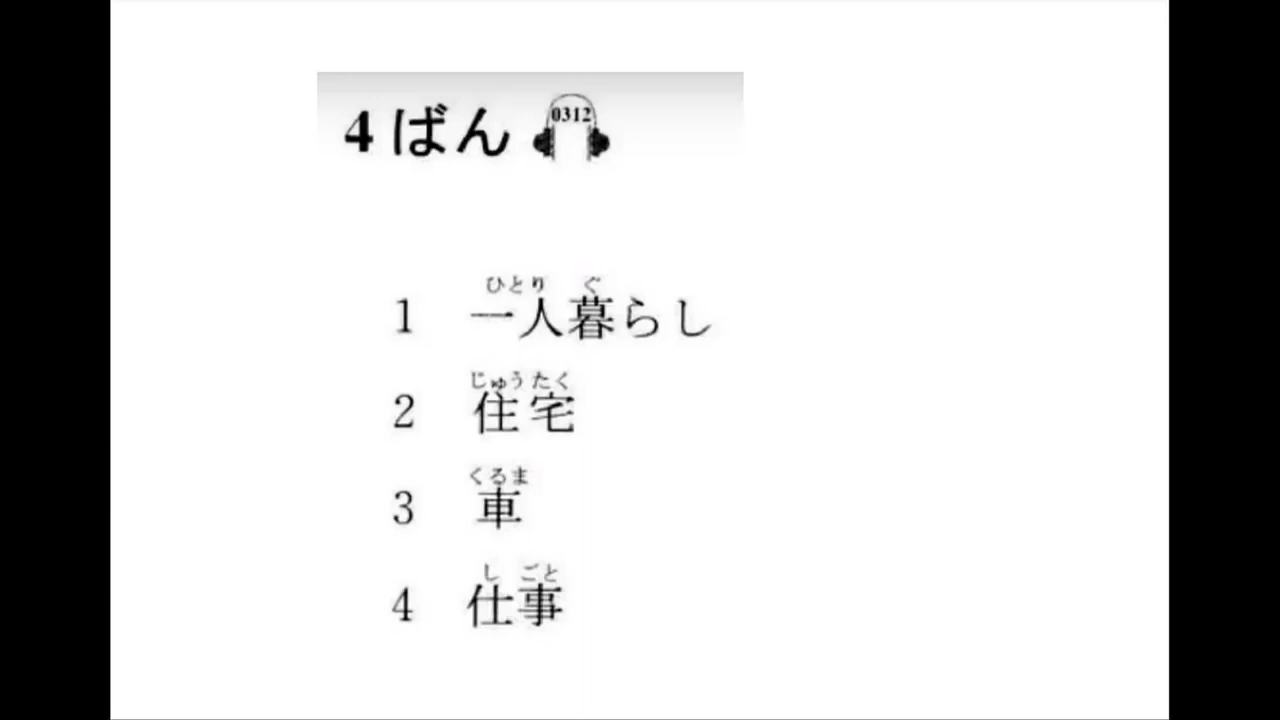 4ばん 0312
ひとり ぐ
1 一人暮らし
じゅうたく
2 住宅
くるま
3 車
し ごと
4 仕事